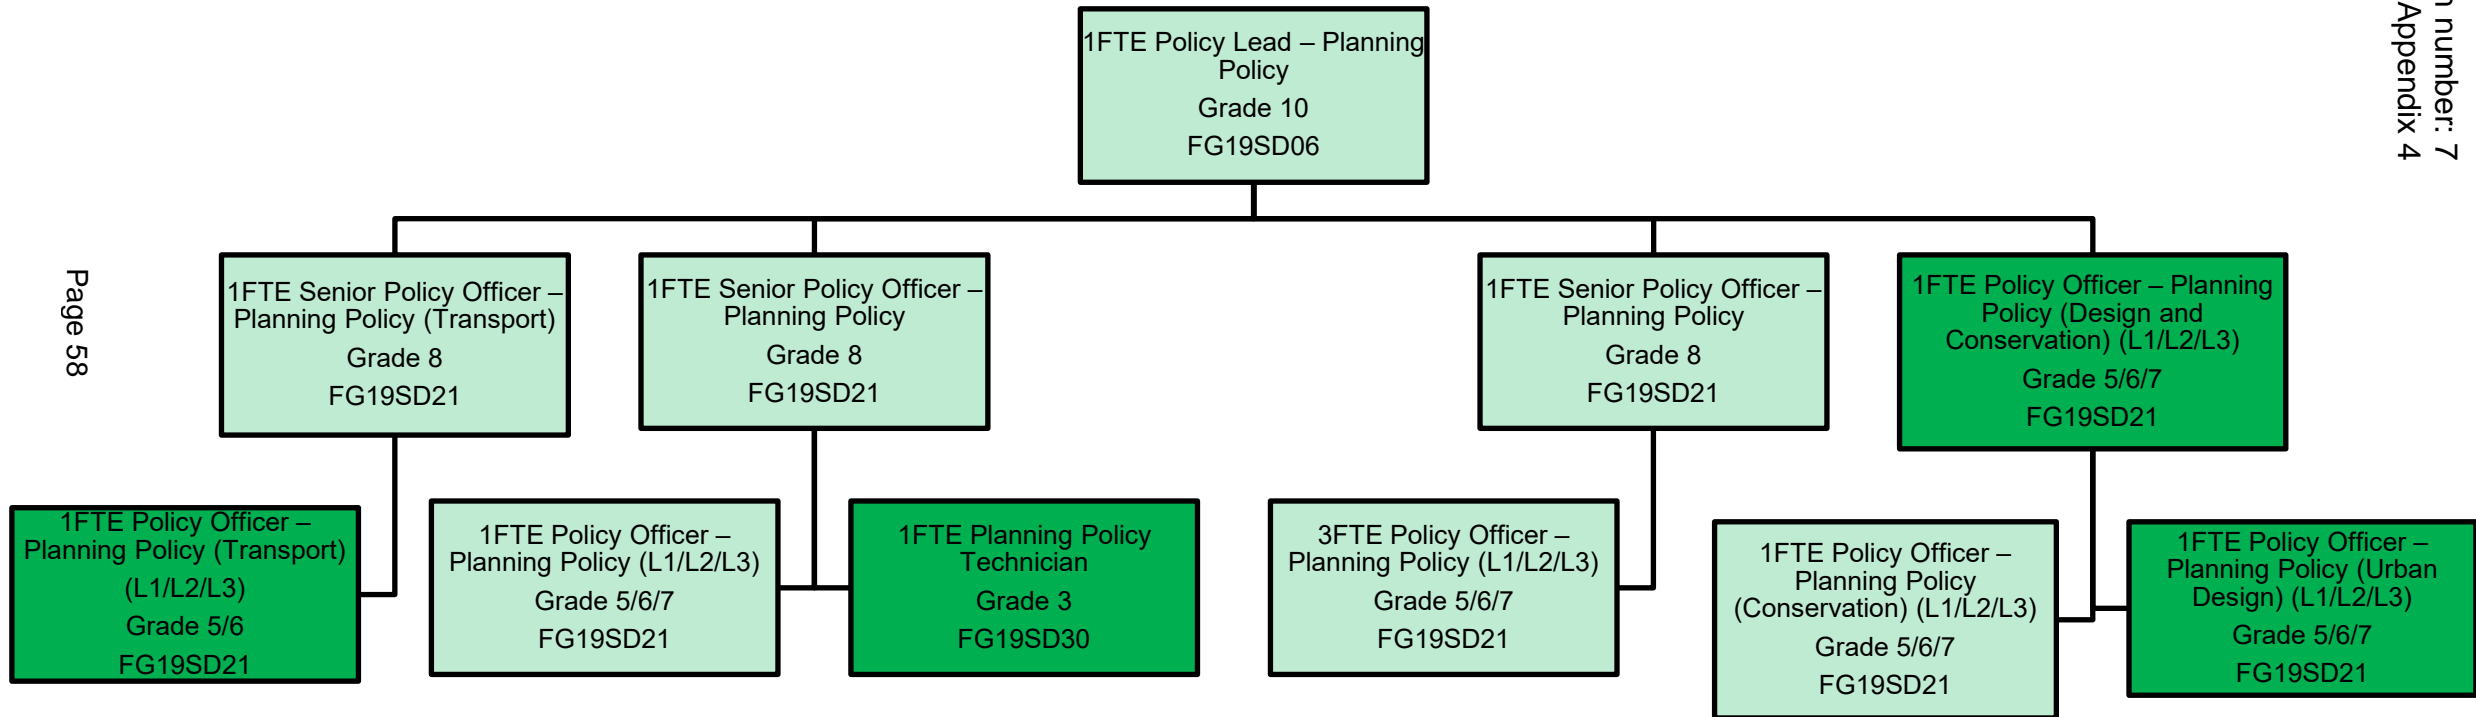 n number: 7
Appendix 4
1FTE Policy Lead – Planning
Policy
Grade 10
FG19SD06
Page 58
1FTE Senior Policy Officer –
Planning Policy (Transport)
Grade 8
FG19SD21
1FTE Senior Policy Officer –
Planning Policy
Grade 8
FG19SD21
1FTE Senior Policy Officer –
Planning Policy
Grade 8
FG19SD21
1FTE Policy Officer – Planning
Policy (Design and
Conservation) (L1/L2/L3)
Grade 5/6/7
FG19SD21
1FTE Policy Officer –
Planning Policy (Transport)
(L1/L2/L3)
Grade 5/6
FG19SD21
1FTE Policy Officer –
Planning Policy (L1/L2/L3)
Grade 5/6/7
FG19SD21
1FTE Planning Policy
Technician
Grade 3
FG19SD30
3FTE Policy Officer –
Planning Policy (L1/L2/L3)
Grade 5/6/7
FG19SD21
1FTE Policy Officer –
Planning Policy
(Conservation) (L1/L2/L3)
Grade 5/6/7
FG19SD21
1FTE Policy Officer –
Planning Policy (Urban
Design) (L1/L2/L3)
Grade 5/6/7
FG19SD21